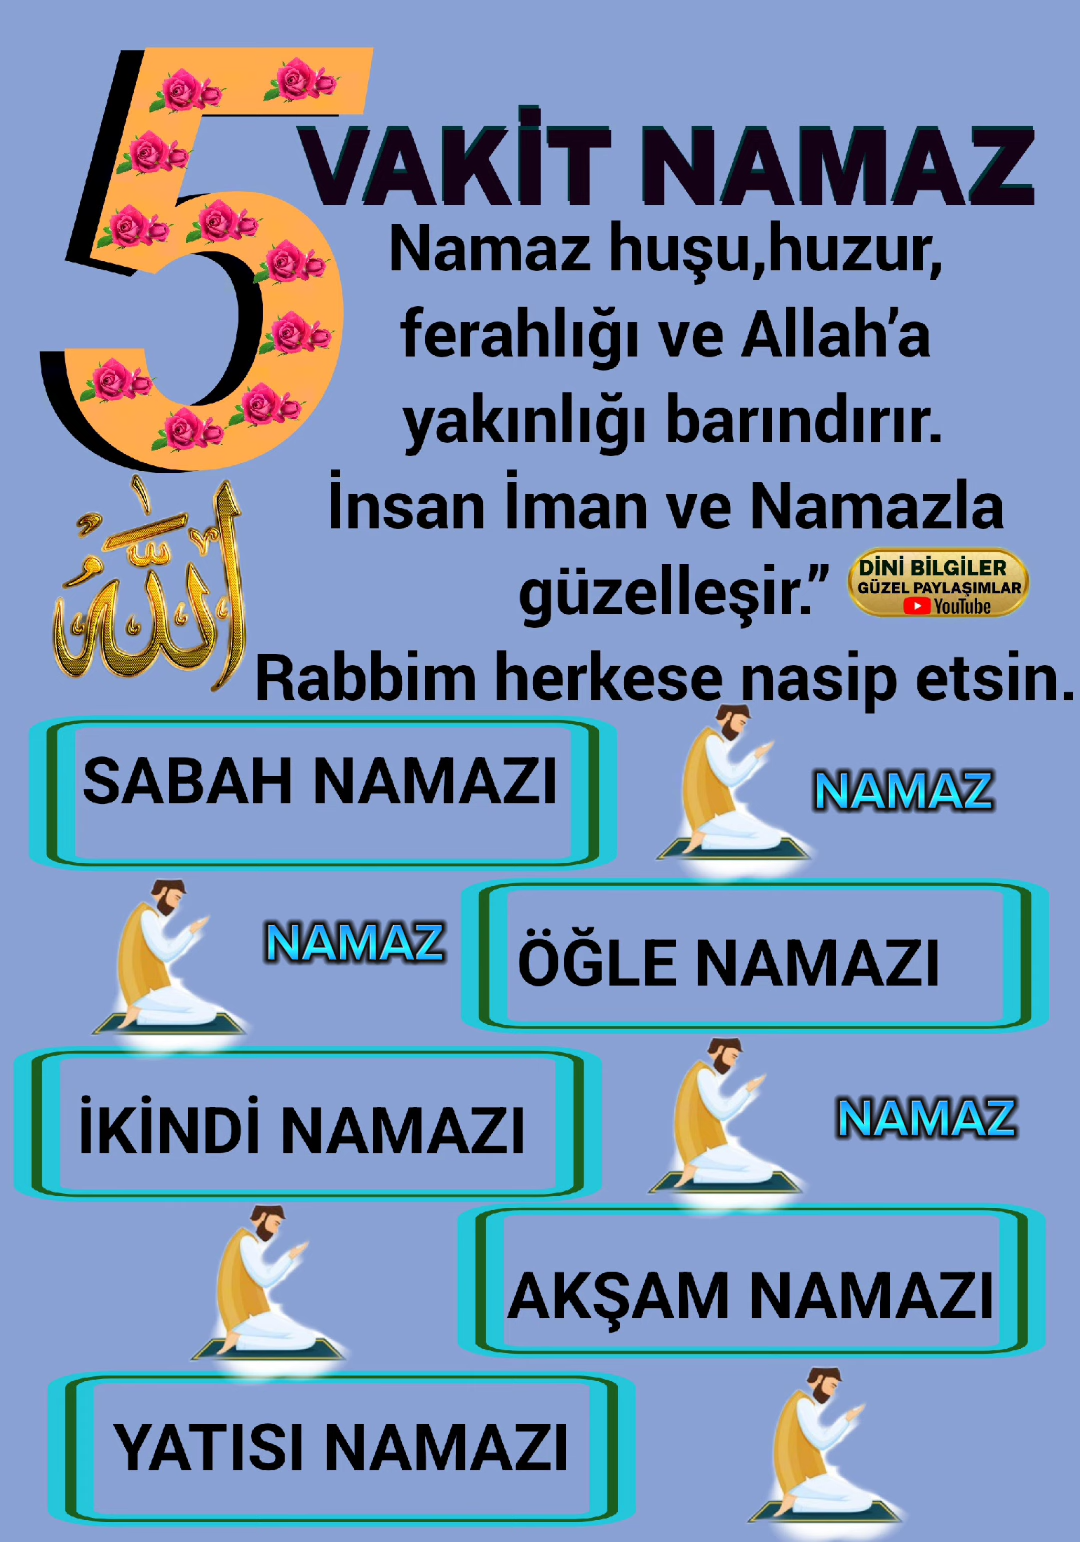 5 VAKİT NAMAZ
Namaz huşu,huzur,
ferahlığı ve Allah’a
yakınlığı barındırır.
İnsan İman ve Namazla
güzelleşir.”
DİNİ BİLGİLER
GÜZEL PAYLAŞIMLAR
YouTube
اللّٰهُ
Rabbim herkese nasip etsin.
SABAH NAMAZI
NAMAZ
NAMAZ
ÖĞLE NAMAZI
İKİNDİ NAMAZI
NAMAZ
AKŞAM NAMAZI
YATISI NAMAZI